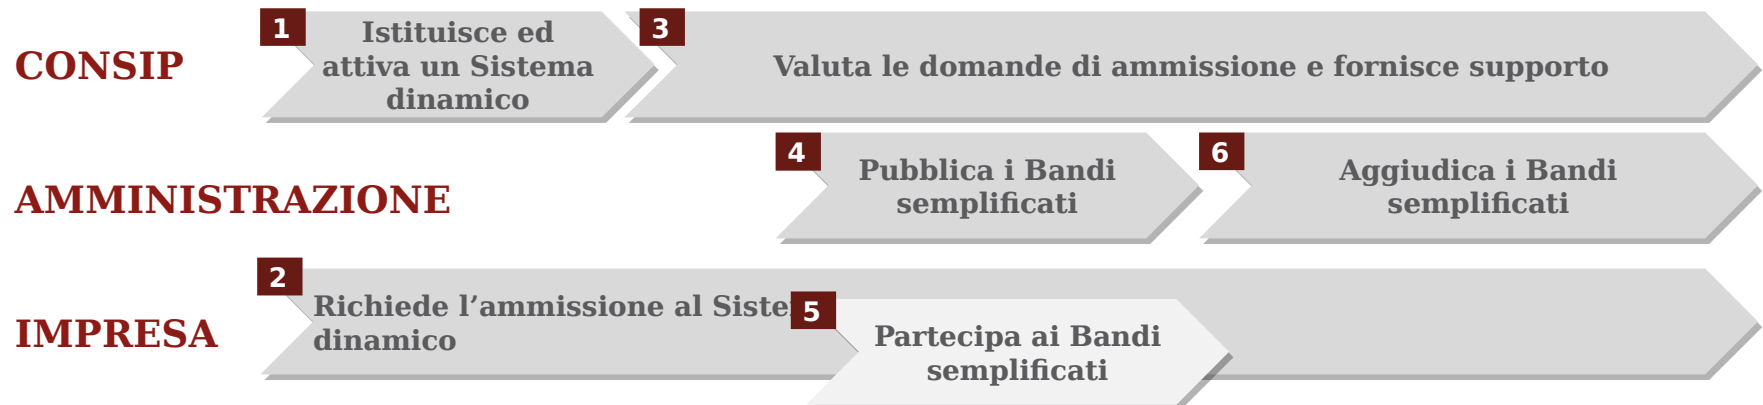 CONSIP
1
Istituisce ed
attiva un Sistema
dinamico
3
Valuta le domande di ammissione e fornisce supporto
AMMINISTRAZIONE
4
Pubblica i Bandi
semplificati
6
Aggiudica i Bandi
semplificati
IMPRESA
2
Richiede l’ammissione al
dinamico
5
Partecipa ai Bandi
semplificati